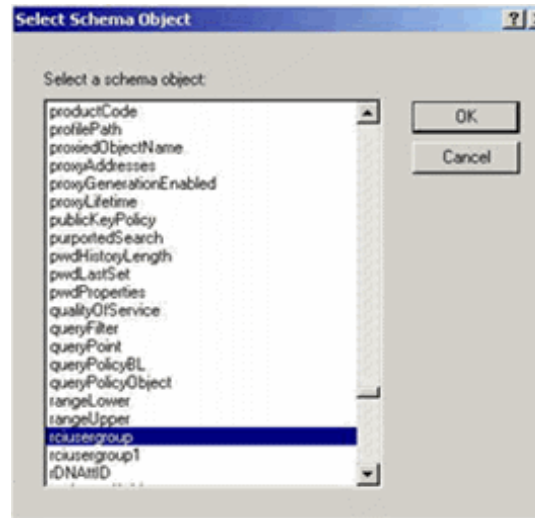 Select Schema Object
?
Select a schema object:
productCode
profilePath
proxiedObjectName
proxyAddresses
proxyGenerationEnabled
proxyLifetime
publicKeyPolicy
purportedSearch
pwdHistoryLength
pwdLastSet
pwdProperties
qualityOfService
queryFilter
queryPoint
queryPolicyBL
queryPolicyObject
rangeLower
rangeUpper
rciusergroup
rciusergroup1
rDNAttID
OK
Cancel